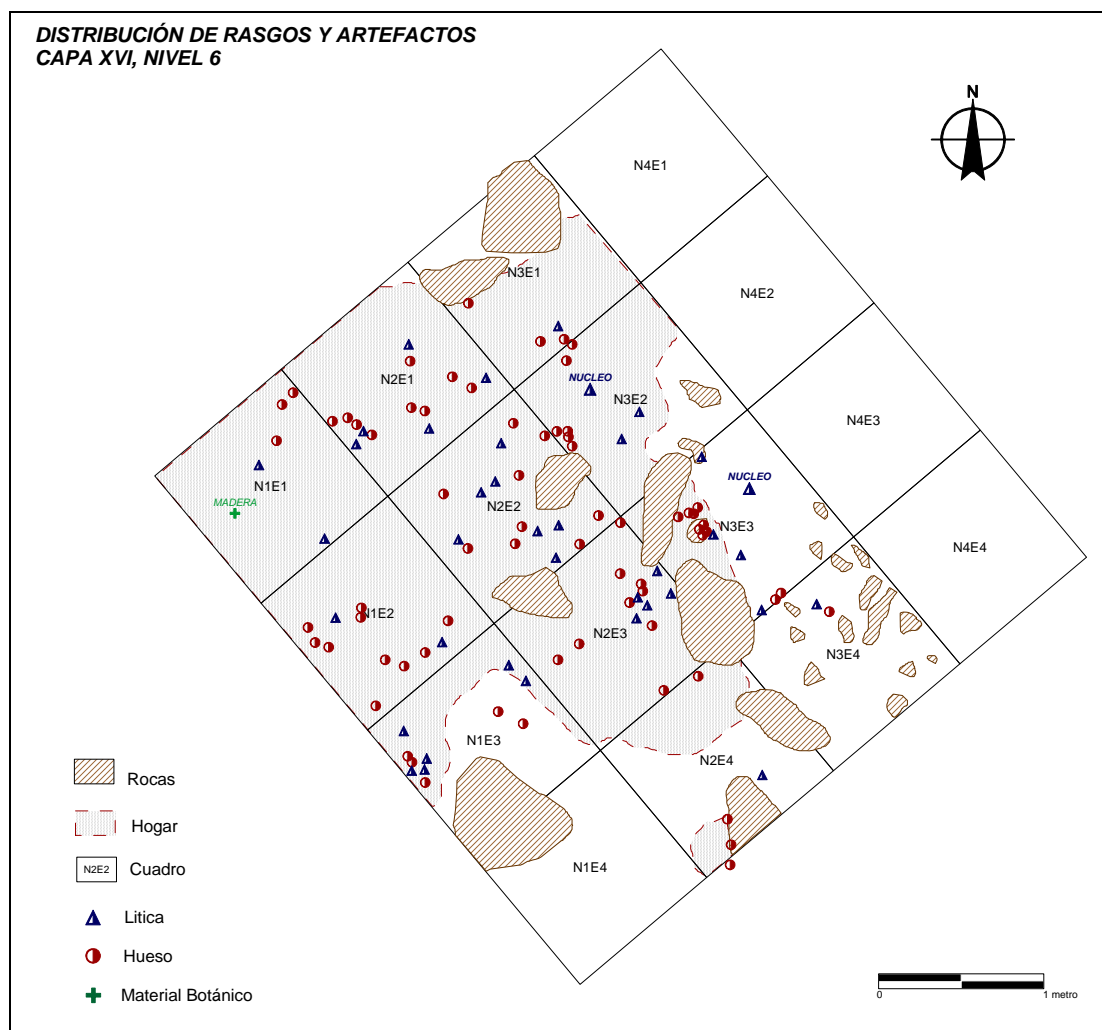 DISTRIBUCIÓN DE RASGOS Y ARTEFACTOS
CAPA XVI, NIVEL 6
N
N4E1
N3E1
N4E2
N2E1
NUCLEO
N3E2
N4E3
N1E1
MADERA
NUCLEO
N2E2
N3E3
N4E4
N1E2
N2E3
N3E4
N1E3
N2E4
N1E4
Rocas
Hogar
N2E2
Cuadro
Litica
Hueso
Material Botánico
0
1 metro